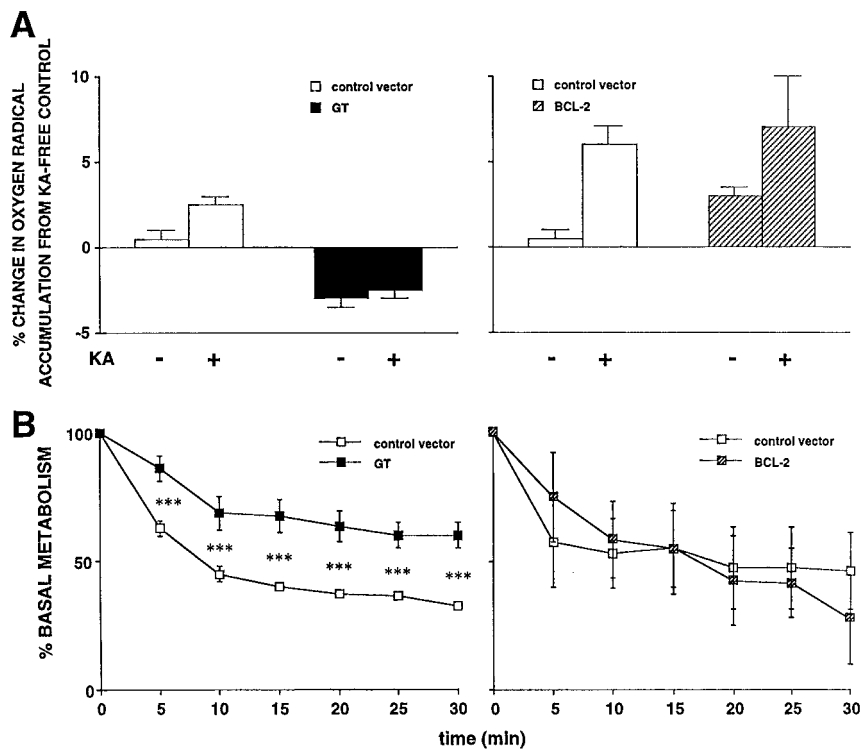 A
% CHANGE IN OXYGEN RADICAL
ACCUMULATION FROM KA-FREE CONTROL
10
5
0
-5
control vector
GT
control vector
BCL-2
KA - + - + - + - +
B
% BASAL METABOLISM
100
50
0
control vector
GT
***
***
***
***
***
***
control vector
BCL-2
0 5 10 15 20 25 30 0 5 10 15 20 25 30
time (min)